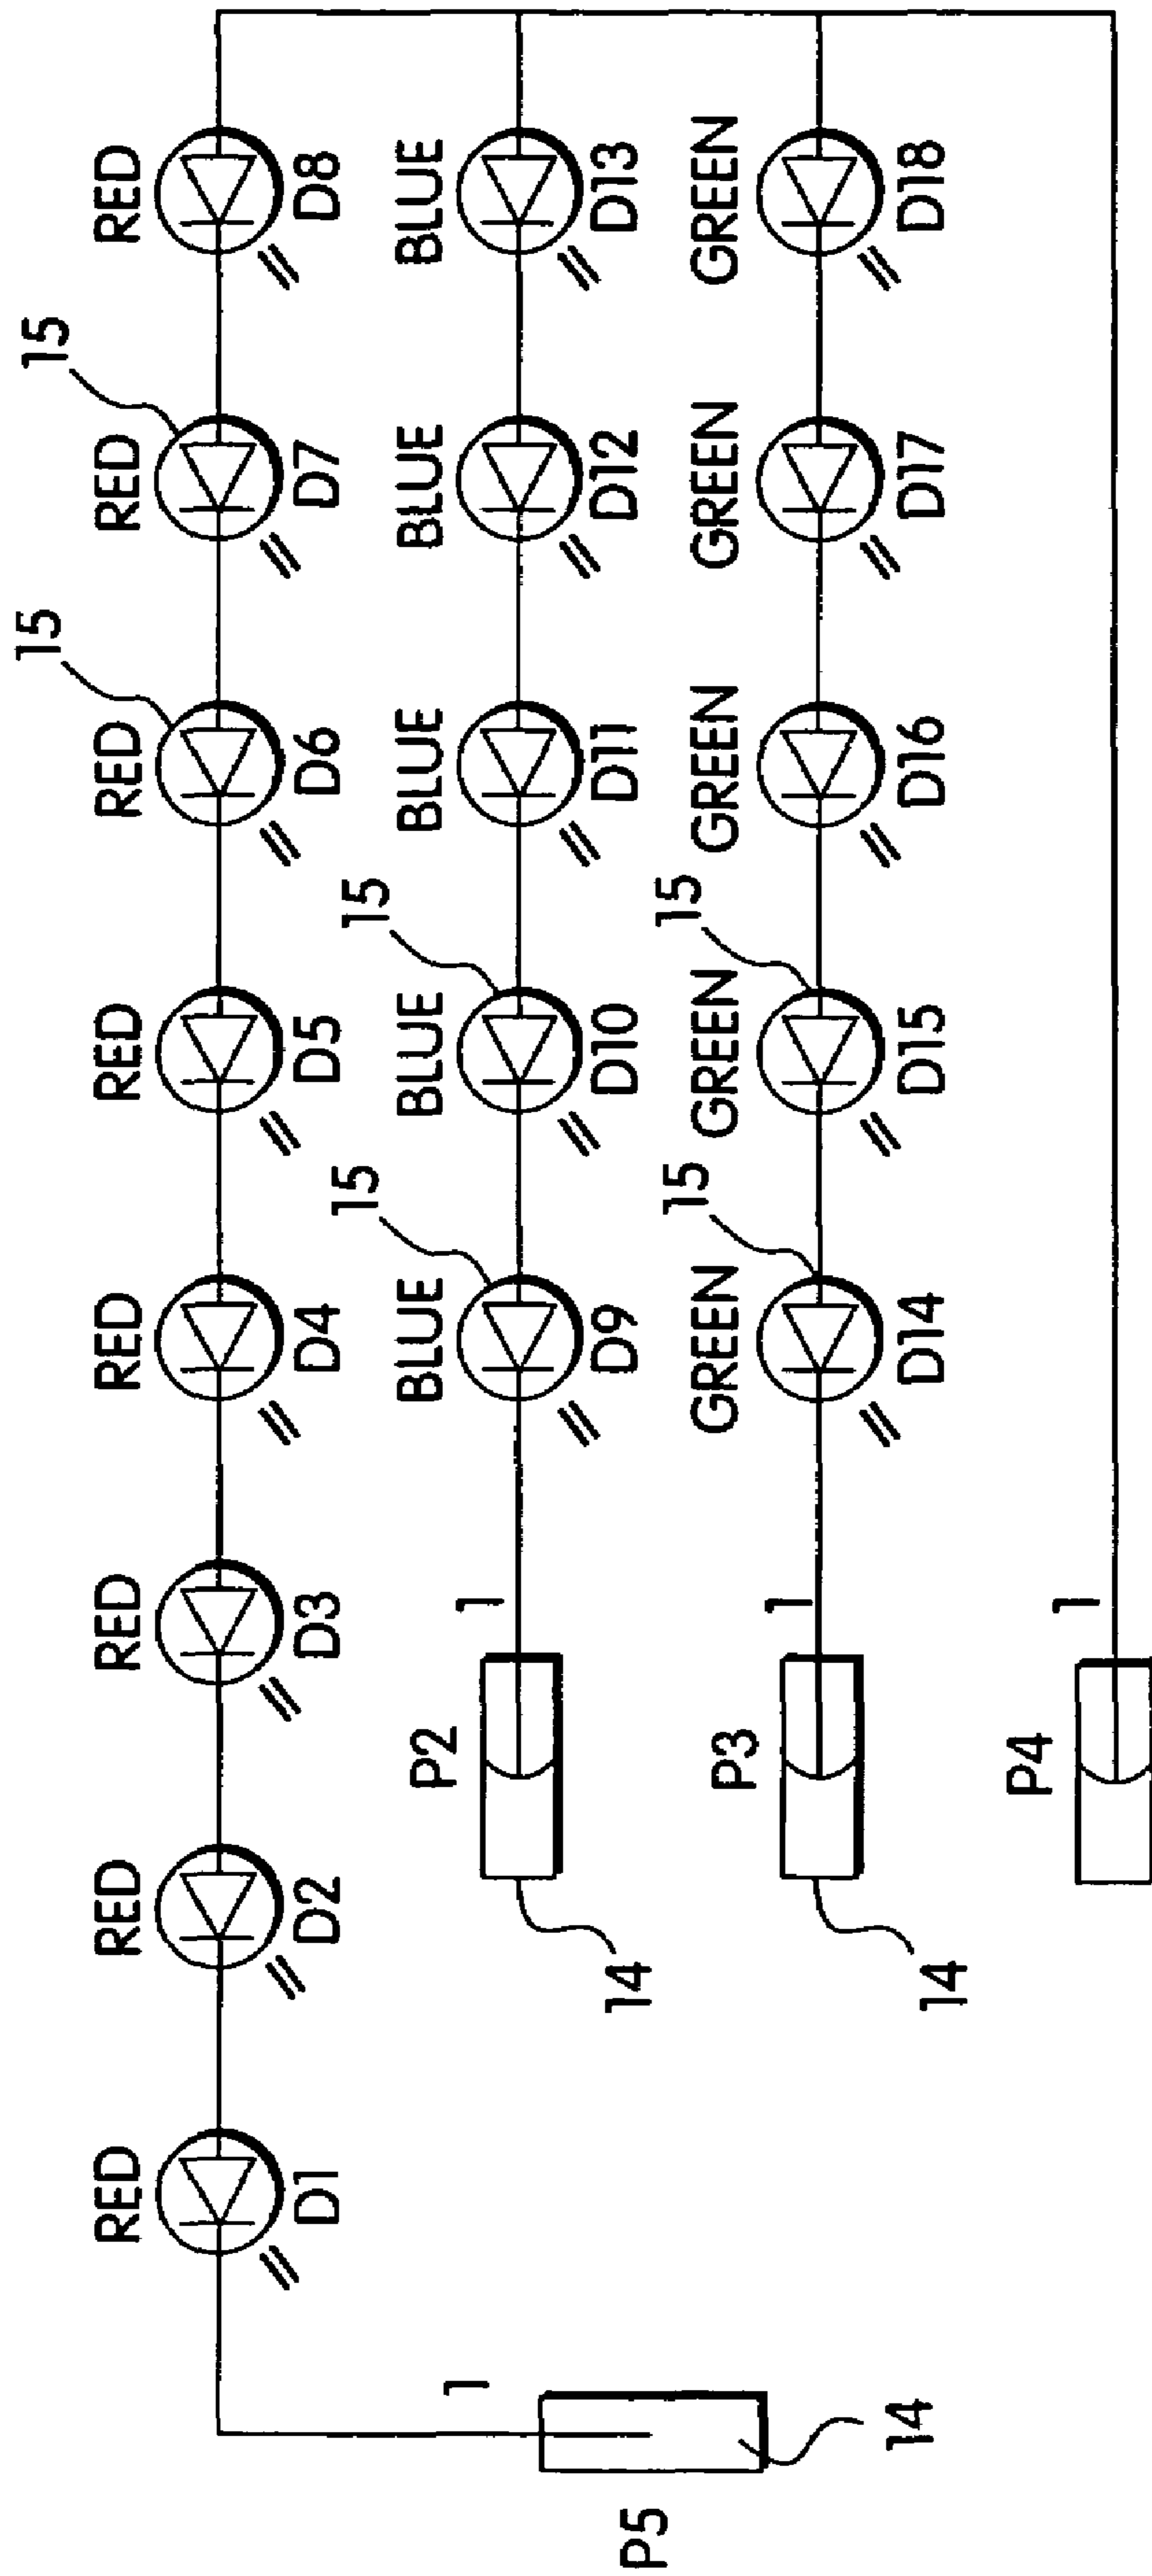 15 15
RED RED RED RED RED RED RED RED
D1 D2 D3 D4 D5 D6 D7 D8
15 15
P2 BLUE BLUE BLUE BLUE BLUE
1 1
P5 14 D9 D10 D11 D12 D13
15 15
P3 GREEN GREEN GREEN GREEN GREEN
1
14 14 D14 D15 D16 D17 D18
P4
1